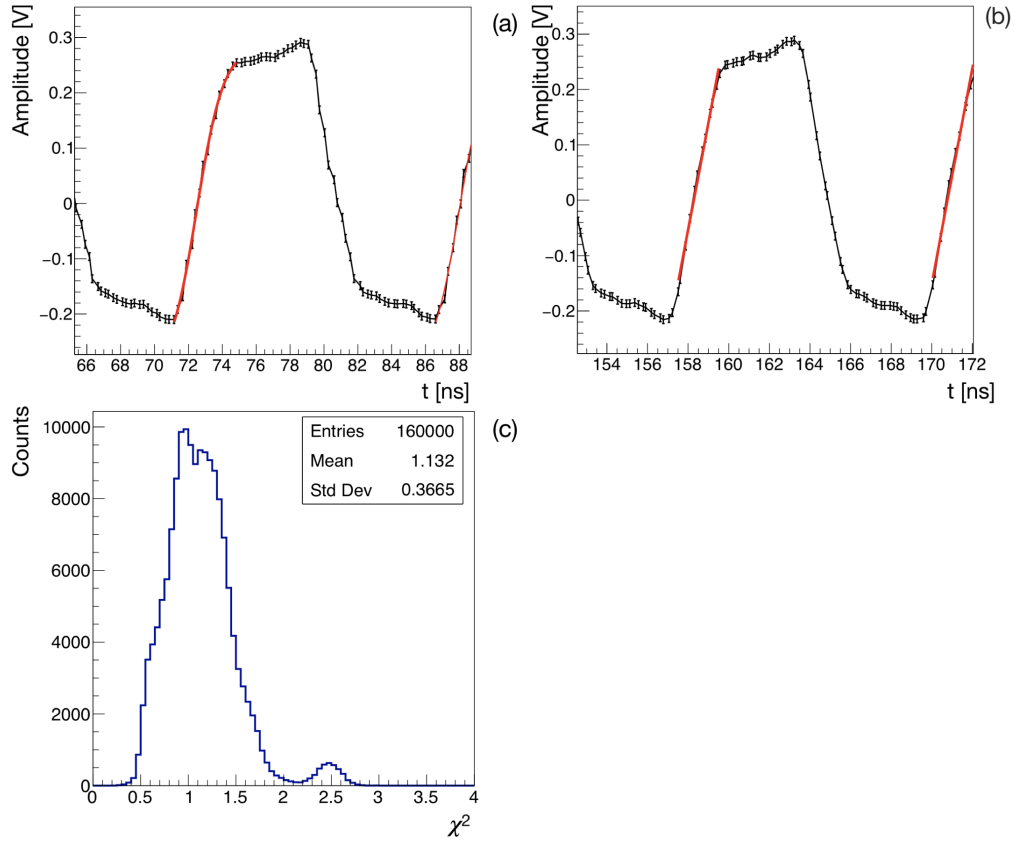 Amplitude [V]
(a)
0.3
0.2
0.1
0
−0.1
−0.2
66 68 70 72 74 76 78 80 82 84 86 88
t [ns]
Amplitude [V]
(b)
0.3
0.2
0.1
0
−0.1
−0.2
154 156 158 160 162 164 166 168 170 172
t [ns]
Counts
(c)
10000
8000
6000
4000
2000
0
Entries 160000
Mean 1.132
Std Dev 0.3665
0 0.5 1 1.5 2 2.5 3 3.5 4
χ²